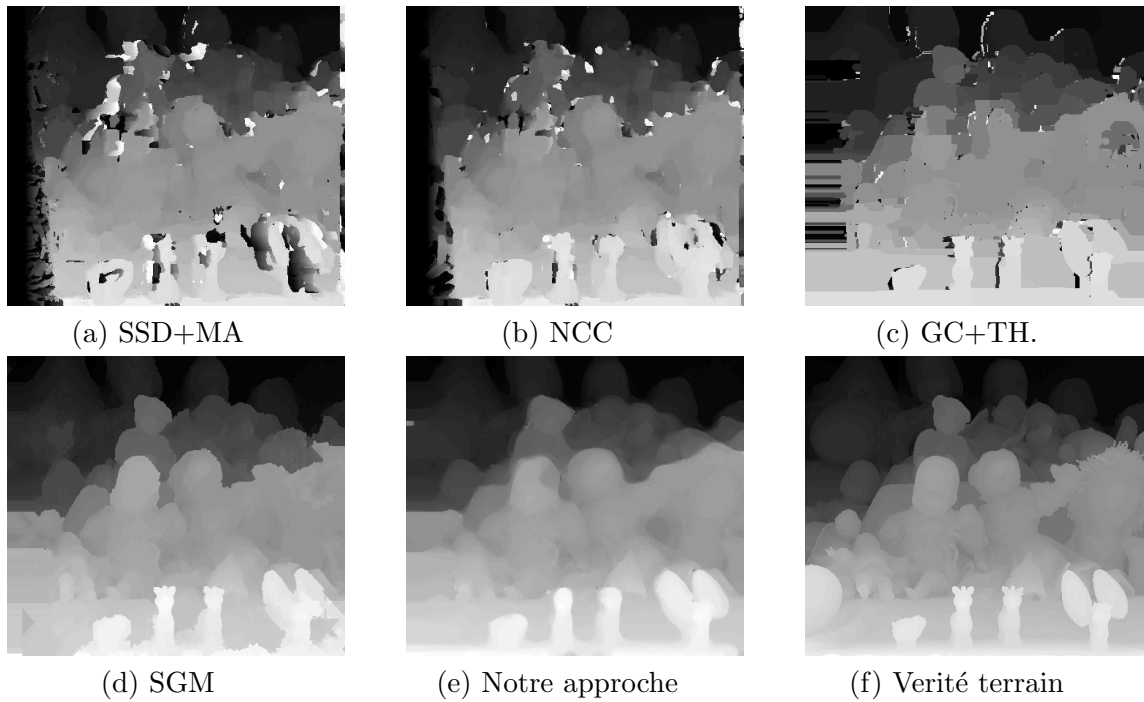 (a) SSD+MA
(b) NCC
(c) GC+TH.
(d) SGM
(e) Notre approche
(f) Verité terrain